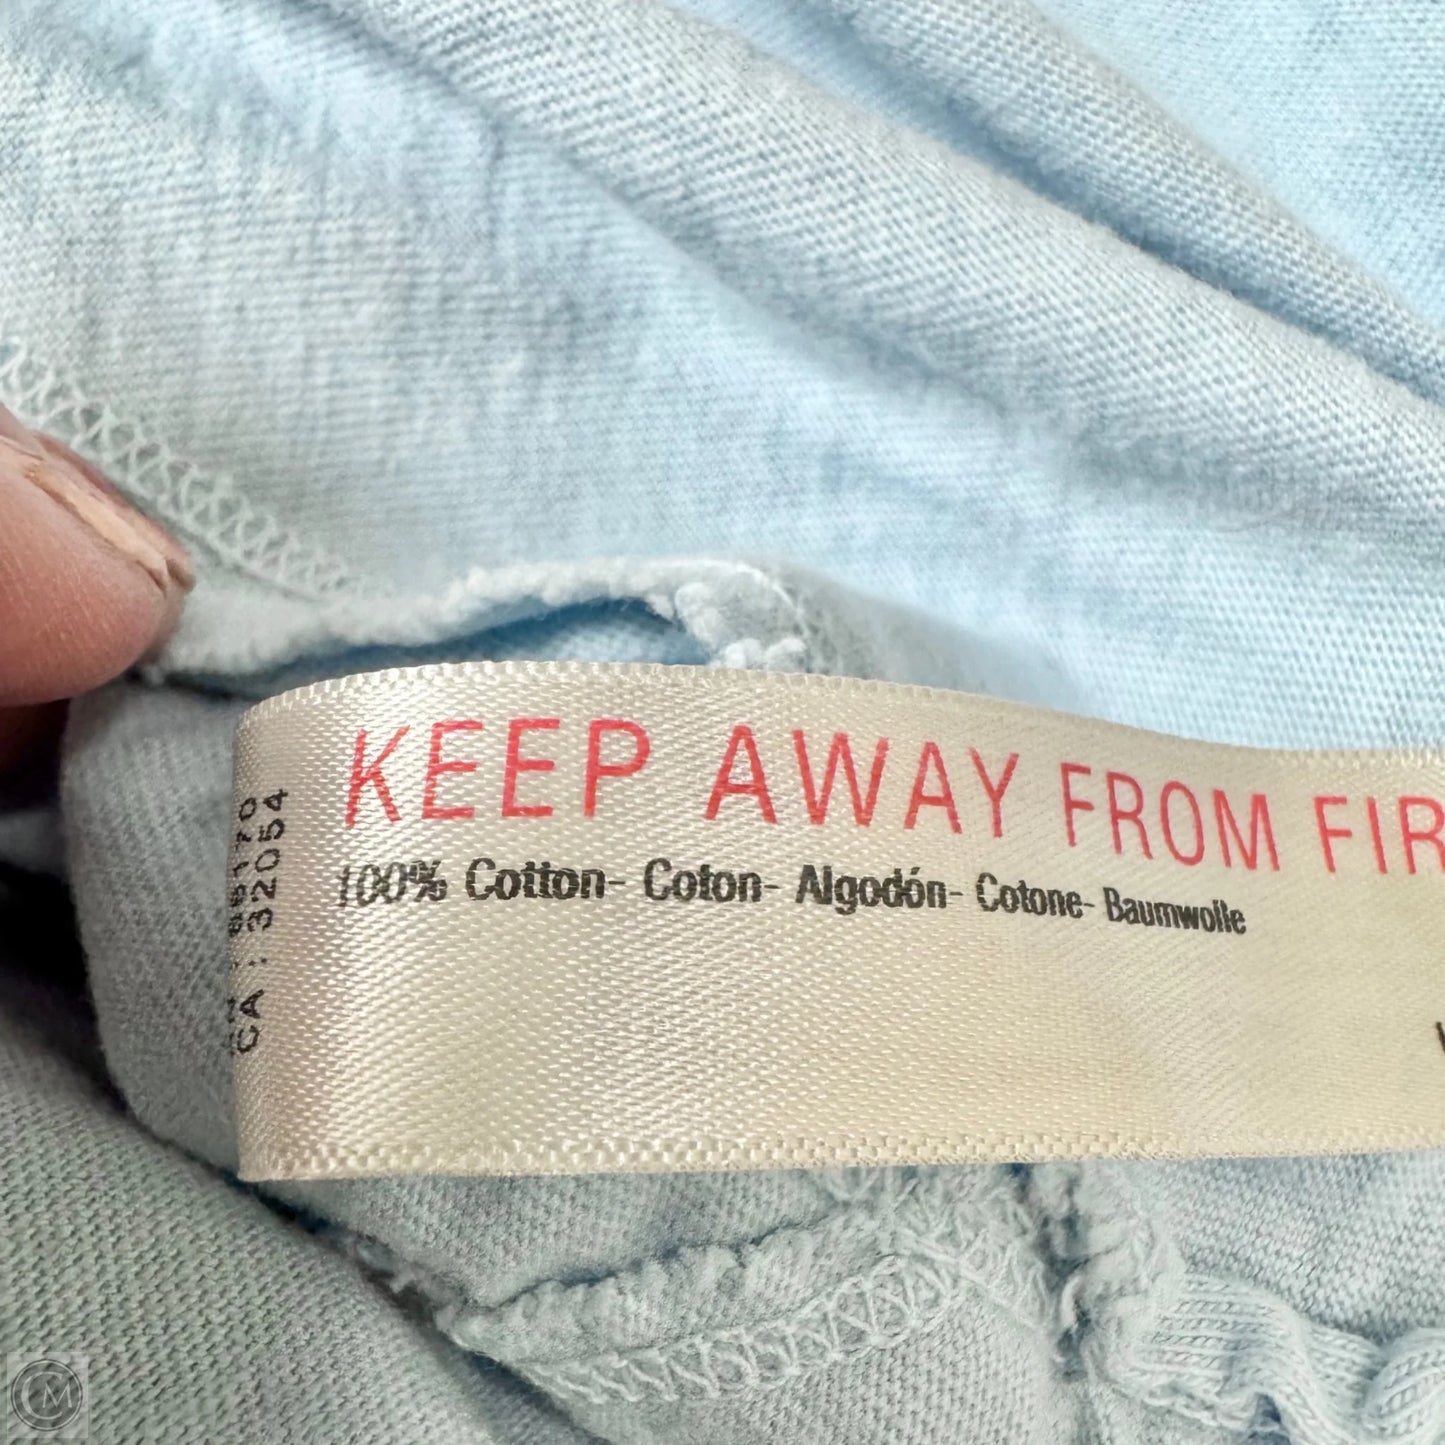 KEEP AWAY FROM FIR
100% Cotton- Coton- Algodón- Cotone- Baumwolle
CA: 32054